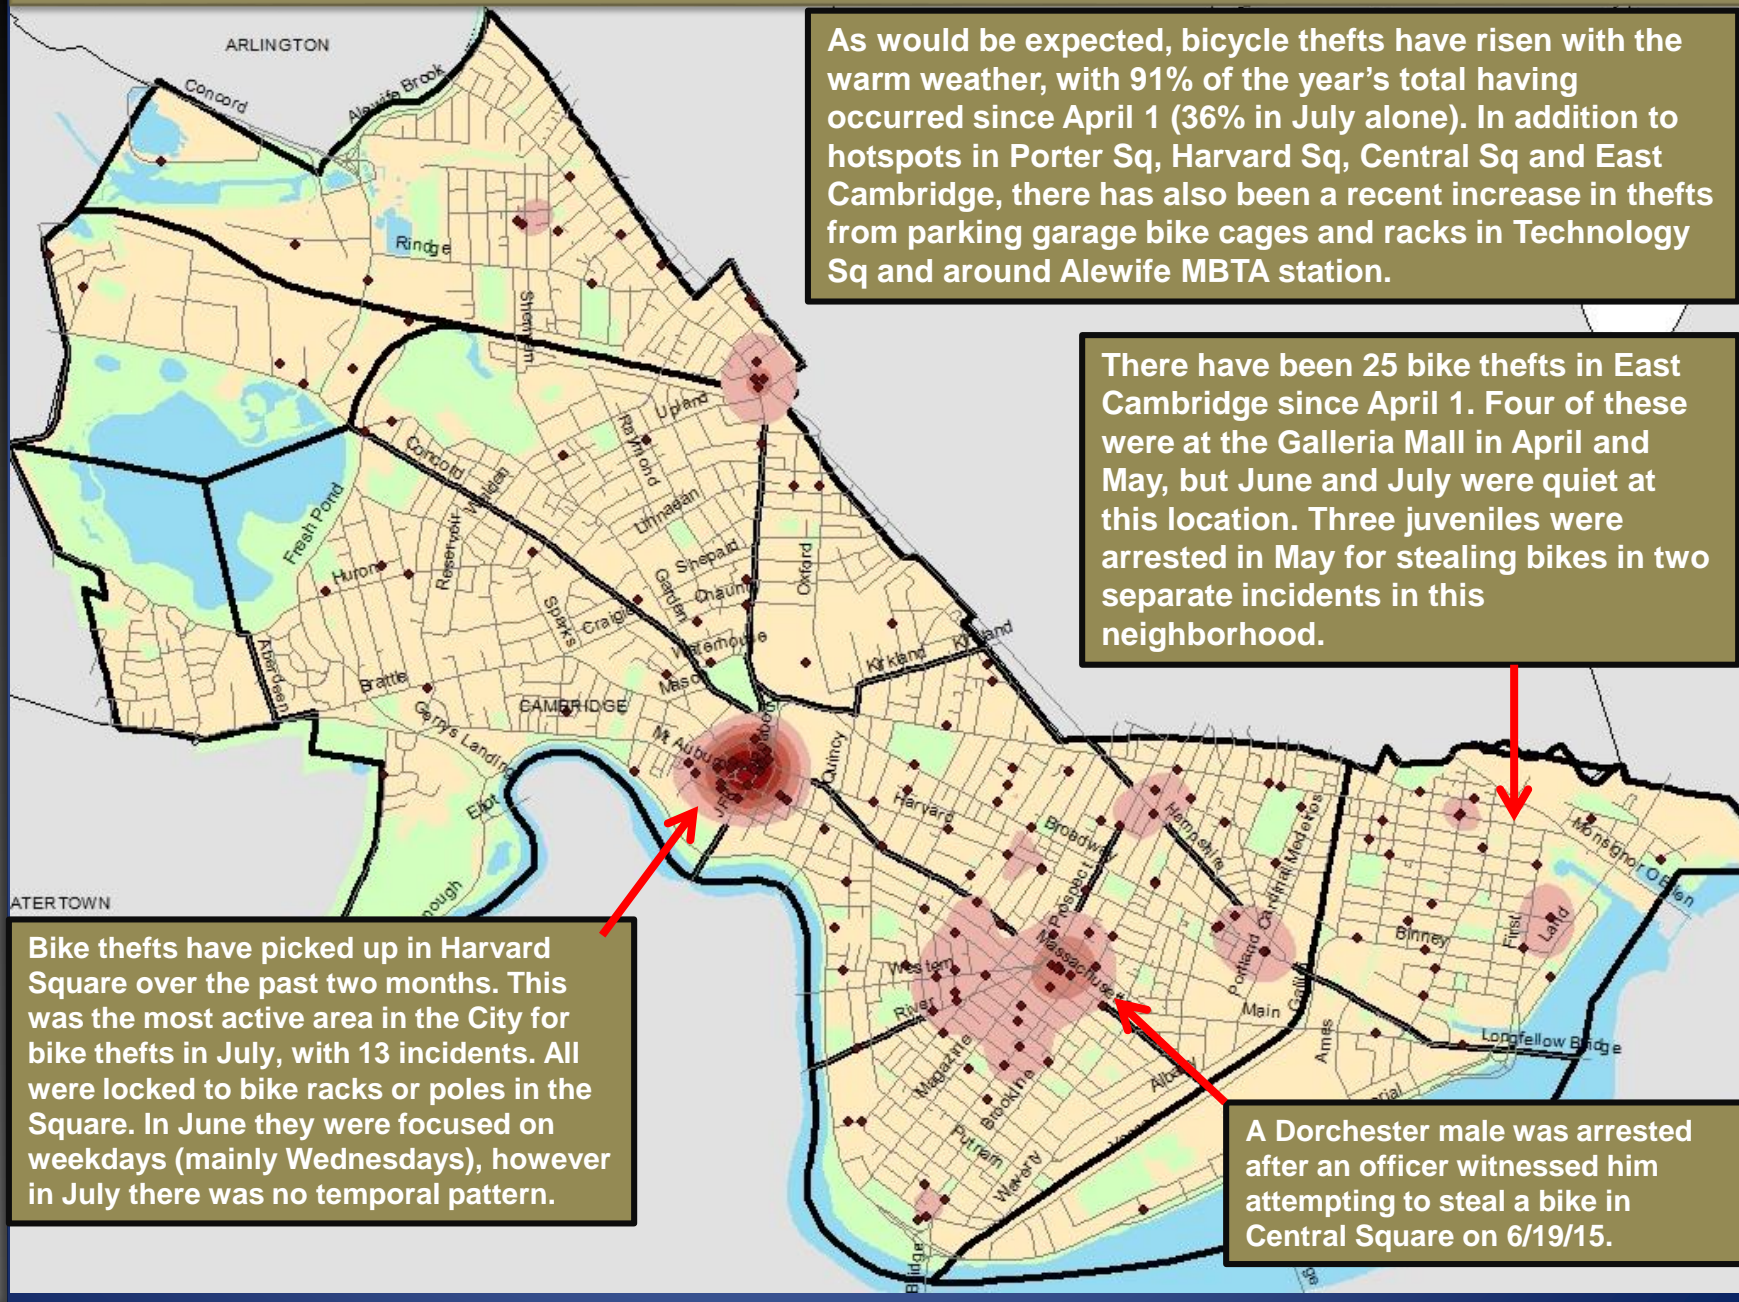 ARLINGTON
Concord
Alewife Brook
As would be expected, bicycle thefts have risen with the
warm weather, with 91% of the year's total having
occurred since April 1 (36% in July alone). In addition to
hotspots in Porter Sq, Harvard Sq, Central Sq and East
Cambridge, there has also been a recent increase in thefts
from parking garage bike cages and racks in Technology
Sq and around Alewife MBTA station.
Rindge
Sherman
There have been 25 bike thefts in East
Cambridge since April 1. Four of these
were at the Galleria Mall in April and
May, but June and July were quiet at
this location. Three juveniles were
arrested in May for stealing bikes in two
separate incidents in this
neighborhood.
Upland
Raymond
Concord
Walden
Linnaean
Fresh Pond
Reservoir
Shepard
Oxford
Huron
Garden
Chauncy
Sparks
Craigie
Waterhouse
Kirkland
Kirkland
Aberdeen
Brattle
Mason
CAMBRIDGE
Gerrys Landing
Mt Auburn
Quincy
JFK
Eliot
Harvard
Broadway
Hampshire
Cardinal Medeiros
Monsignor O Brien
Prospect
ATERTOWN
ough
First
Land
Binney
Massachusetts
Portland
Western
River
Main
Galileo
Ames
Longfellow Bridge
Bike thefts have picked up in Harvard
Square over the past two months. This
was the most active area in the City for
bike thefts in July, with 13 incidents. All
were locked to bike racks or poles in the
Square. In June they were focused on
weekdays (mainly Wednesdays), however
in July there was no temporal pattern.
Magazine
Brookline
Albany
orial
Putnam
Waverly
A Dorchester male was arrested
after an officer witnessed him
attempting to steal a bike in
Central Square on 6/19/15.
Bridge
ge